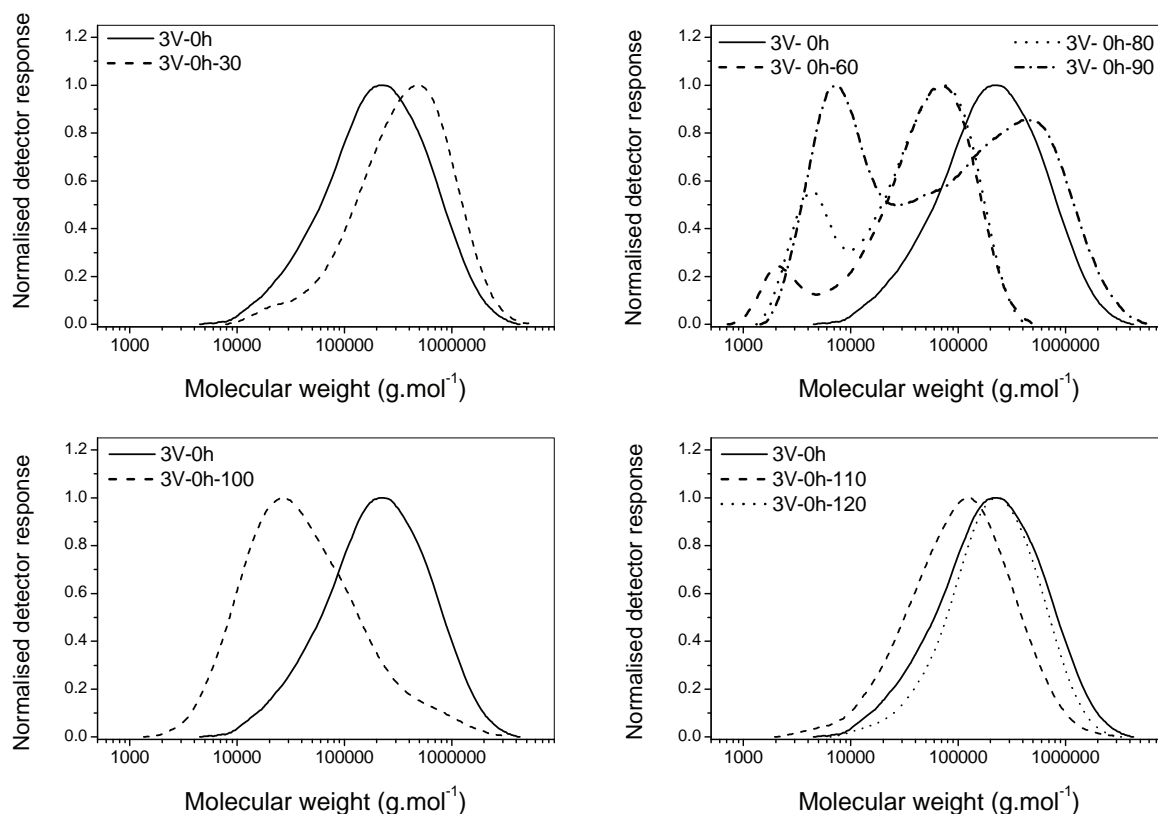 Normalised detector response
1.2
1.0
0.8
0.6
0.4
0.2
0.0
3V-0h
3V-0h-30
1000 10000 100000 1000000
Molecular weight (g.mol⁻¹)
Normalised detector response
1.2
1.0
0.8
0.6
0.4
0.2
0.0
3V- 0h 3V- 0h-80
3V- 0h-60 3V- 0h-90
1000 10000 100000 1000000
Molecular weight (g.mol⁻¹)
Normalised detector response
1.2
1.0
0.8
0.6
0.4
0.2
0.0
3V-0h
3V-0h-100
1000 10000 100000 1000000
Molecular weight (g.mol⁻¹)
Normalised detector response
1.2
1.0
0.8
0.6
0.4
0.2
0.0
3V-0h
3V-0h-110
3V-0h-120
1000 10000 100000 1000000
Molecular weight (g.mol⁻¹)